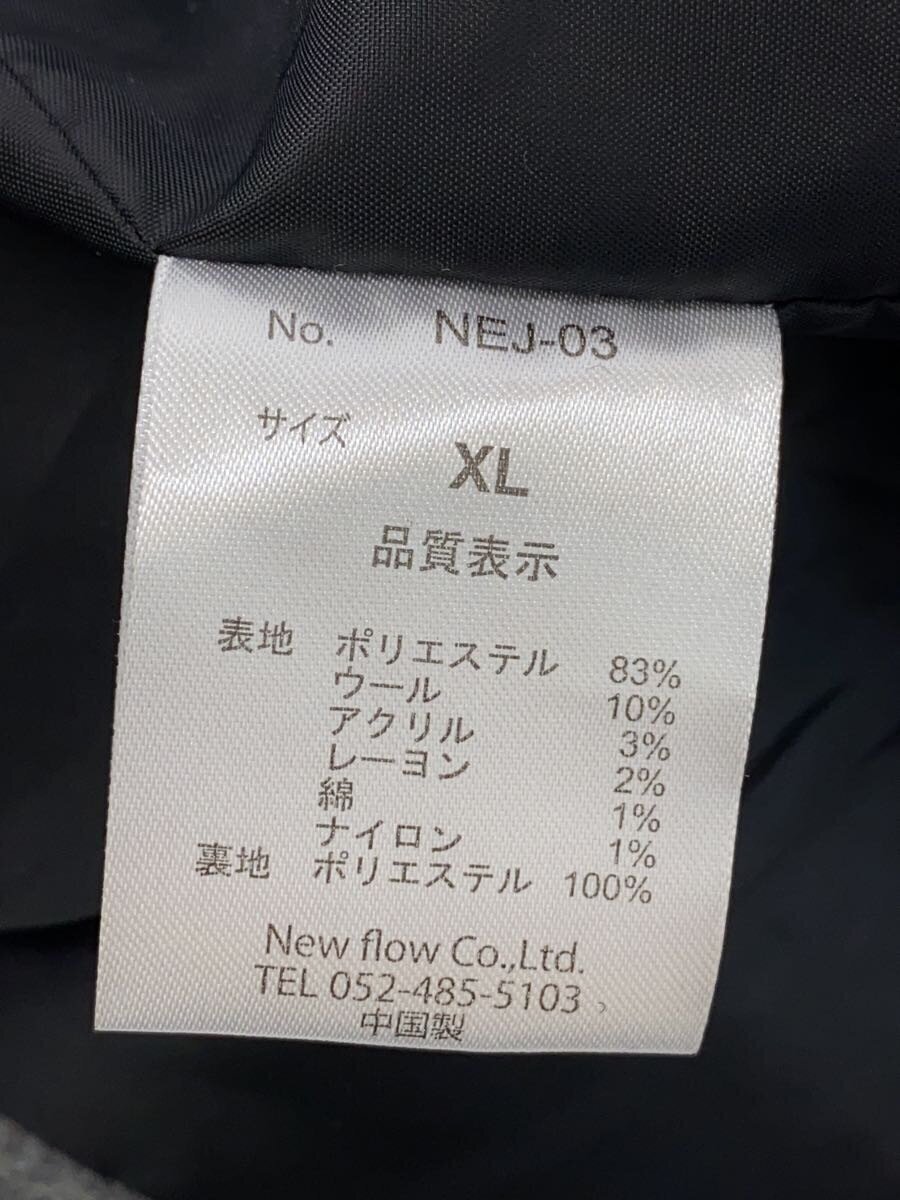 No. NEJ-03
サイズ XL
品質表示
表地 ポリエステル 83%
ウール 10%
アクリル 3%
レーヨン 2%
綿 1%
ナイロン 1%
裏地 ポリエステル 100%
New flow Co.,Ltd.
TEL 052-485-5103
中国製